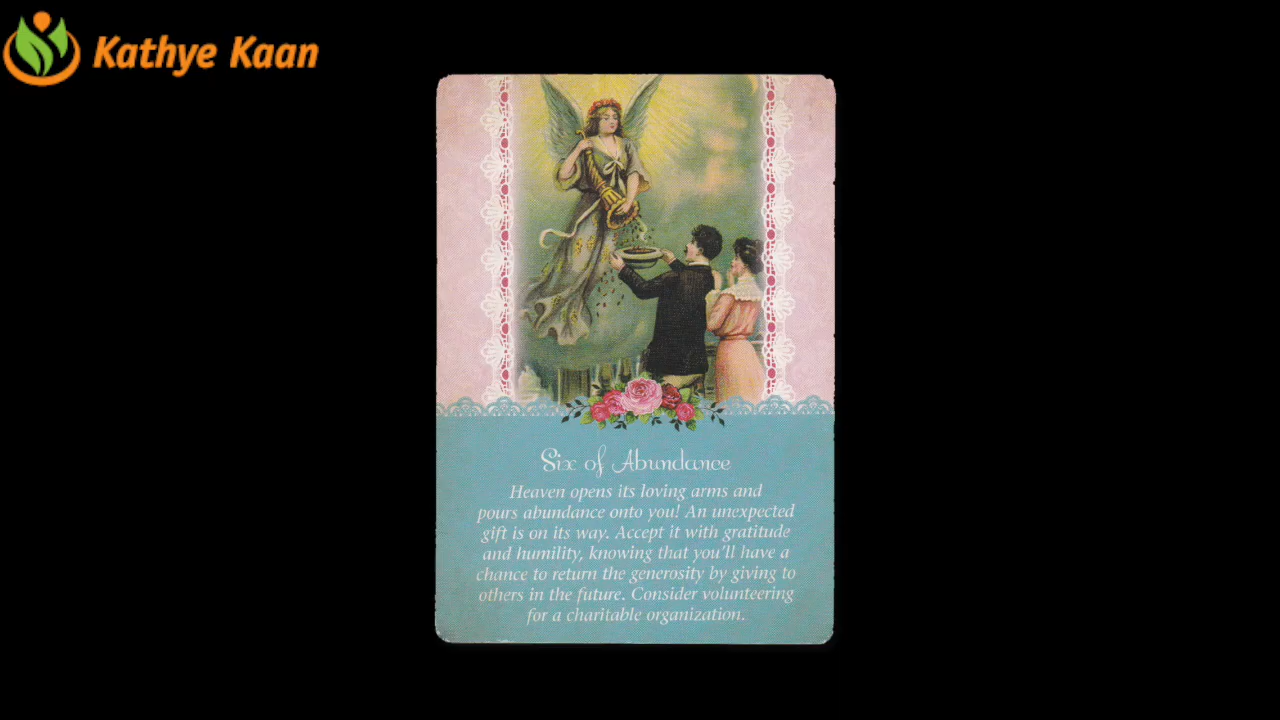 Kathye Kaan
Six of Abundance
Heaven opens its loving arms and
pours abundance onto you! An unexpected
gift is on its way. Accept it with gratitude
and humility, knowing that you'll have a
chance to return the generosity by giving to
others in the future. Consider volunteering
for a charitable organization.